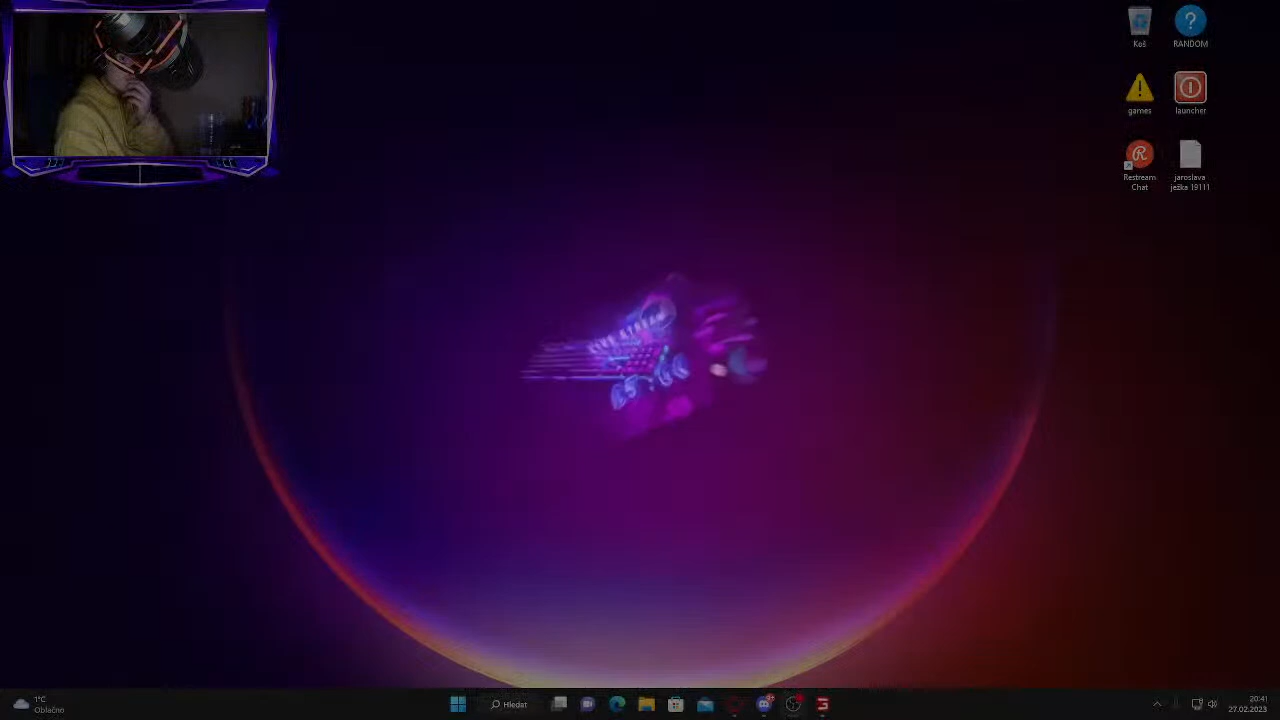 Koš
RANDOM
games
launcher
Restream
Chat
jaroslava
ježka 19111
1°C
Oblačno
Hledat
20:41
27.02.2023